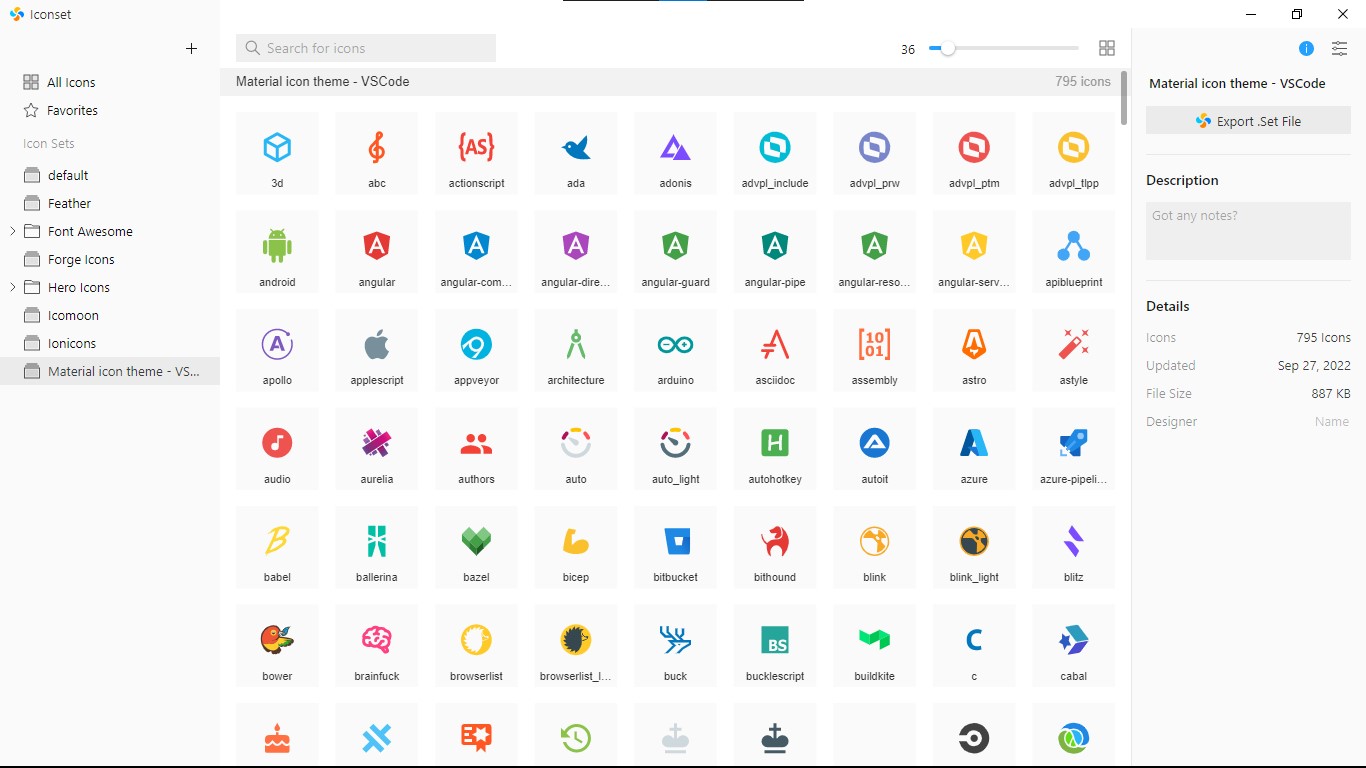 Iconset
All Icons
Favorites
Icon Sets
default
Feather
Font Awesome
Forge Icons
Hero Icons
Icomoon
Ionicons
Material icon theme - VS...
Search for icons
36
Material icon theme - VSCode
795 icons
3d
abc
{AS}
actionscript
ada
adonis
advpl_include
advpl_prw
advpl_ptm
advpl_tlpp
android
A
angular
A
angular-com...
A
angular-dire...
A
angular-guard
A
angular-pipe
A
angular-reso...
A
angular-serv...
apiblueprint
A
apollo
applescript
appveyor
architecture
arduino
asciidoc
[10
01]
assembly
astro
astyle
audio
aurelia
authors
auto
auto_light
H
autohotkey
autoit
azure
azure-pipeli...
B
babel
ballerina
bazel
bicep
bitbucket
bithound
blink
blink_light
blitz
bower
brainfuck
browserlist
browserlist_l...
buck
BS
bucklescript
buildkite
C
c
cabal
Material icon theme - VSCode
Export .Set File
Description
Got any notes?
Details
Icons 795 Icons
Updated Sep 27, 2022
File Size 887 KB
Designer Name